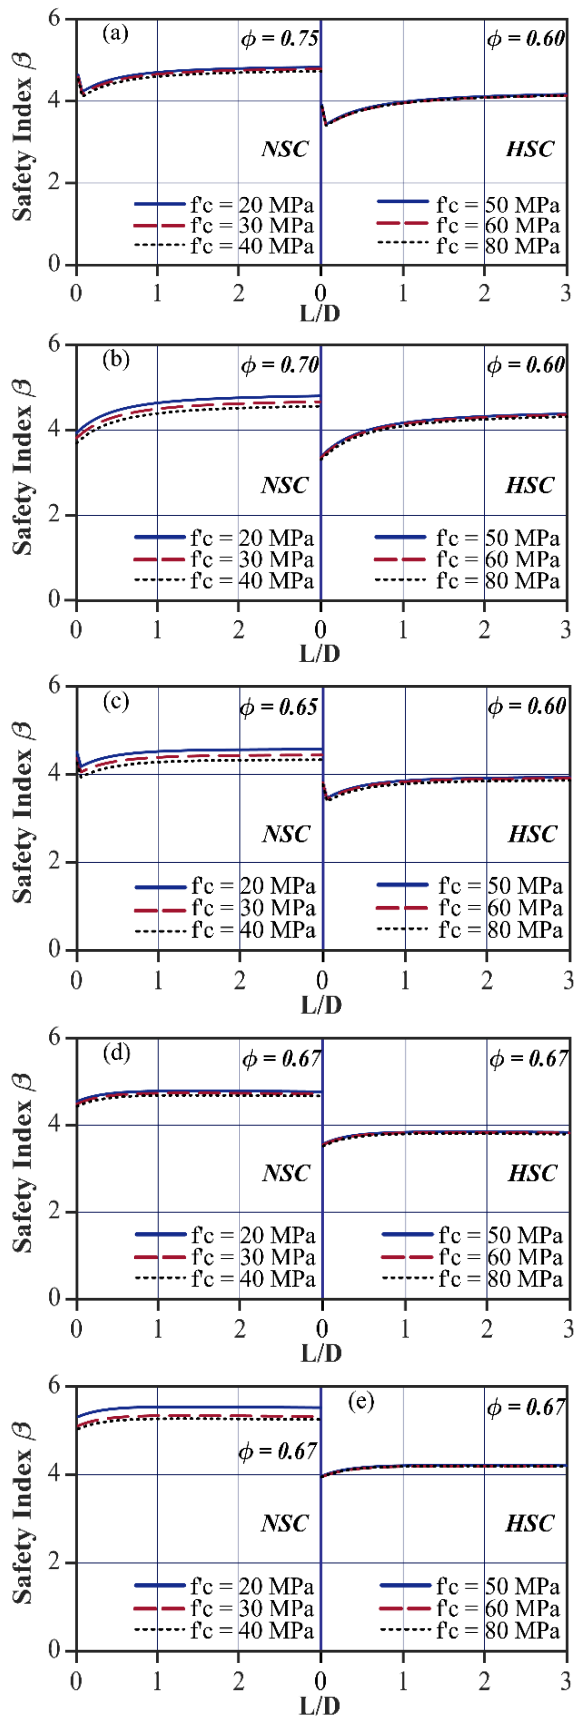 (a)
ϕ = 0.75
ϕ = 0.60
6
4
2
0
Safety Index β
NSC
HSC
f'c = 20 MPa
f'c = 30 MPa
f'c = 40 MPa
f'c = 50 MPa
f'c = 60 MPa
f'c = 80 MPa
0 1 2 0 1 2 3
L/D
(b)
ϕ = 0.70
ϕ = 0.60
6
4
2
0
Safety Index β
NSC
HSC
f'c = 20 MPa
f'c = 30 MPa
f'c = 40 MPa
f'c = 50 MPa
f'c = 60 MPa
f'c = 80 MPa
0 1 2 0 1 2 3
L/D
(c)
ϕ = 0.65
ϕ = 0.60
6
4
2
0
Safety Index β
NSC
HSC
f'c = 20 MPa
f'c = 30 MPa
f'c = 40 MPa
f'c = 50 MPa
f'c = 60 MPa
f'c = 80 MPa
0 1 2 0 1 2 3
L/D
(d)
ϕ = 0.67
ϕ = 0.67
6
4
2
0
Safety Index β
NSC
HSC
f'c = 20 MPa
f'c = 30 MPa
f'c = 40 MPa
f'c = 50 MPa
f'c = 60 MPa
f'c = 80 MPa
0 1 2 0 1 2 3
L/D
(e)
ϕ = 0.67
ϕ = 0.67
6
4
2
0
Safety Index β
NSC
HSC
f'c = 20 MPa
f'c = 30 MPa
f'c = 40 MPa
f'c = 50 MPa
f'c = 60 MPa
f'c = 80 MPa
0 1 2 0 1 2 3
L/D